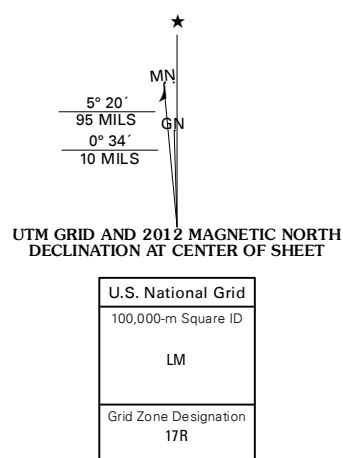 ★
MN
5° 20´
95 MILS
GN
0° 34´
10 MILS
UTM GRID AND 2012 MAGNETIC NORTH
DECLINATION AT CENTER OF SHEET
U.S. National Grid
100,000-m Square ID
LM
Grid Zone Designation
17R